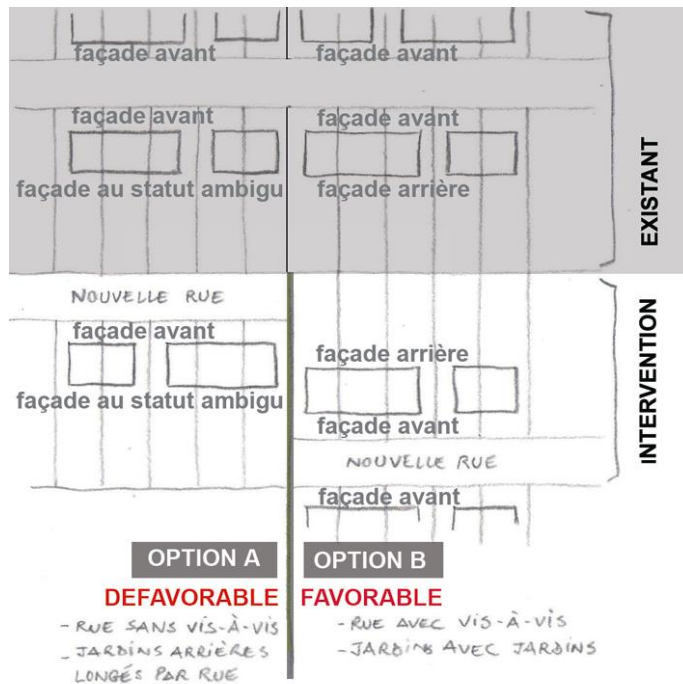 façade avant
façade avant
façade avant
façade avant
façade au statut ambigu
façade arrière
EXISTANT
NOUVELLE RUE
façade avant
façade arrière
façade au statut ambigu
façade avant
INTERVENTION
NOUVELLE RUE
façade avant
OPTION A
OPTION B
DEFAVORABLE
FAVORABLE
- RUE SANS VIS-À-VIS
- JARDINS ARRIÈRES
LONGÉS PAR RUE
- RUE AVEC VIS-À-VIS
- JARDINS AVEC JARDINS